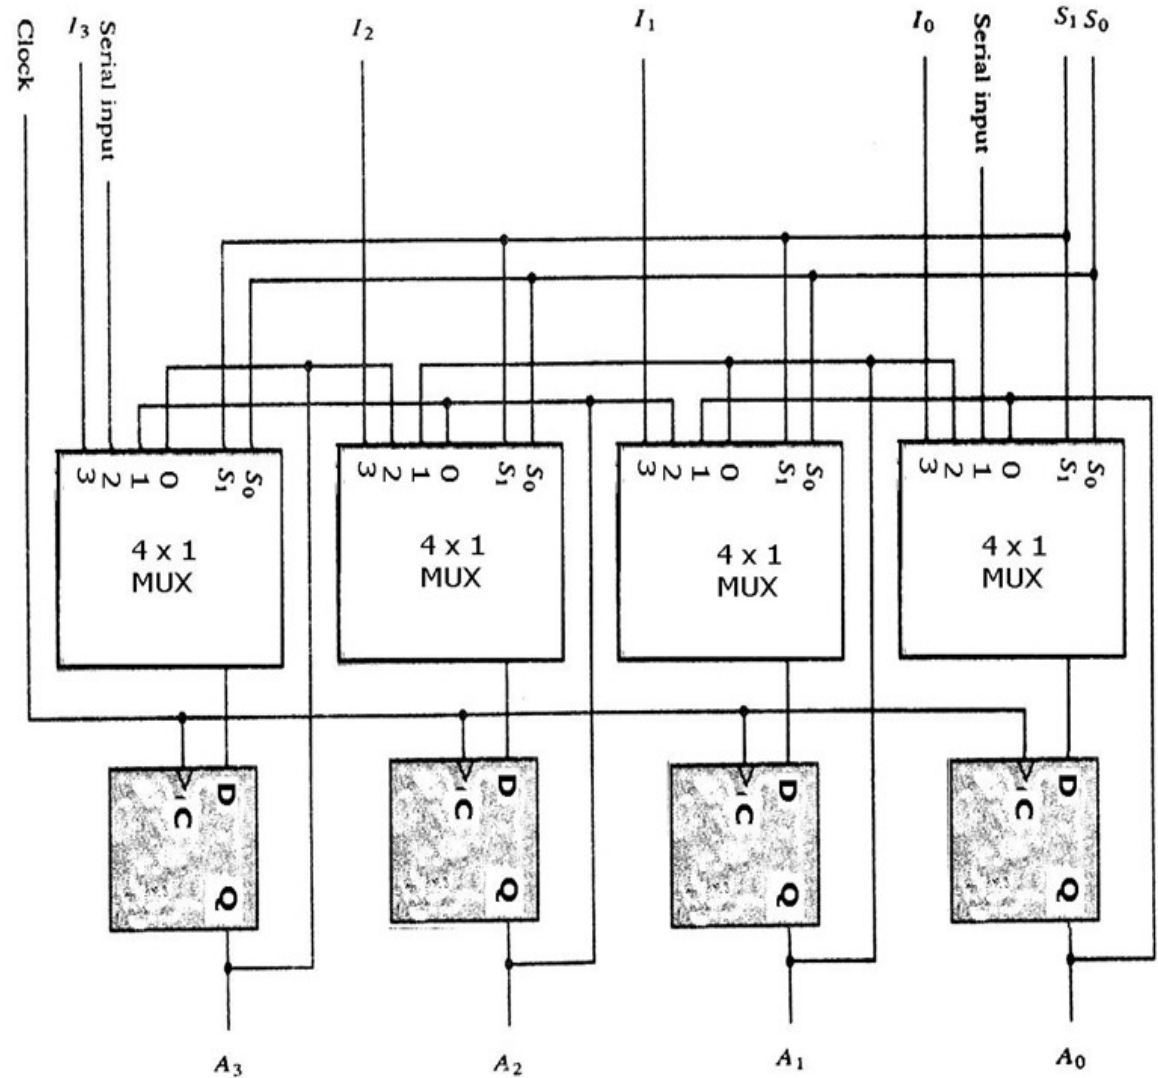 Clock
I3
Serial input
I2
I1
I0
Serial input
S1 S0
3 2 1 0 S1 S0
3 2 1 0 S1 S0
3 2 1 0 S1 S0
3 2 1 0 S1 S0
4 x 1
MUX
4 x 1
MUX
4 x 1
MUX
4 x 1
MUX
C D
Q
C D
Q
C D
Q
C D
Q
A3
A2
A1
A0